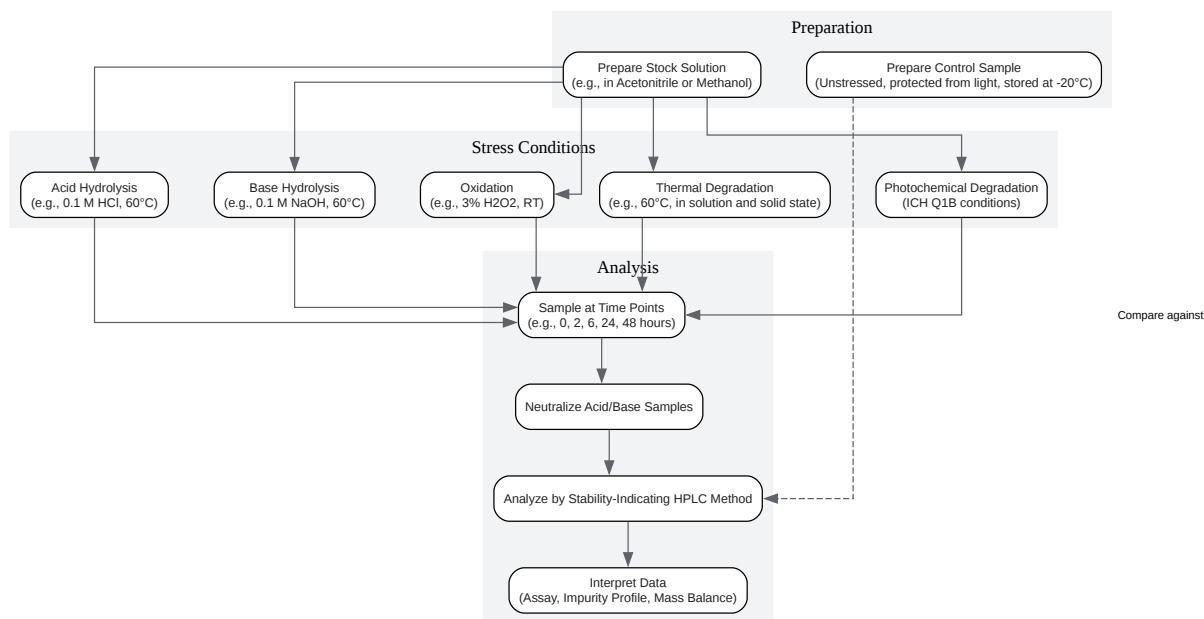 Preparation
Prepare Stock Solution
(e.g., in Acetonitrile or Methanol)
Prepare Control Sample
(Unstressed, protected from light, stored at -20°C)
Stress Conditions
Acid Hydrolysis
(e.g., 0.1 M HCl, 60°C)
Base Hydrolysis
(e.g., 0.1 M NaOH, 60°C)
Oxidation
(e.g., 3% H2O2, RT)
Thermal Degradation
(e.g., 60°C, in solution and solid state)
Photochemical Degradation
(ICH Q1B conditions)
Analysis
Sample at Time Points
(e.g., 0, 2, 6, 24, 48 hours)
Compare against
Neutralize Acid/Base Samples
Analyze by Stability-Indicating HPLC Method
Interpret Data
(Assay, Impurity Profile, Mass Balance)